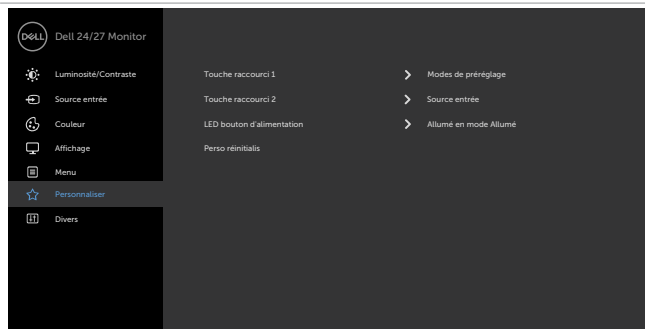 DELL Dell 24/27 Monitor
Luminosité/Contraste Touche raccourci 1 Modes de préréglage
Source entrée Touche raccourci 2 Source entrée
Couleur LED bouton d'alimentation Allumé en mode Allumé
Affichage Perso réinitialis
Menu
Personnaliser
Divers